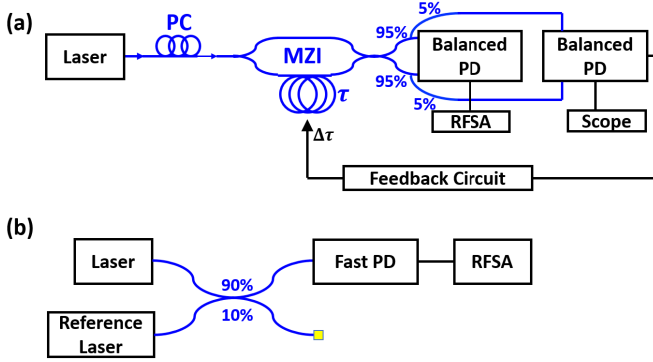 (a)
PC
5%
Laser
MZI
τ
95%
Balanced
PD
Balanced
PD
95%
5%
RFSA
Scope
Δτ
Feedback Circuit
(b)
Laser
90%
10%
Fast PD
RFSA
Reference
Laser